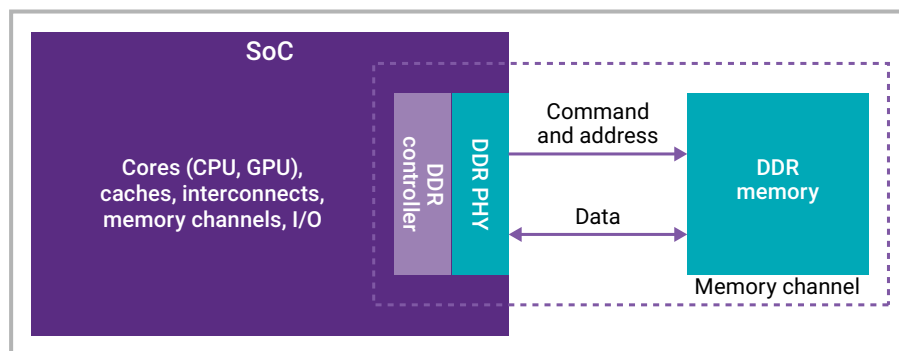 SoC
Cores (CPU, GPU),
caches, interconnects,
memory channels, I/O
DDR
controller
DDR PHY
Command
and address
Data
DDR
memory
Memory channel